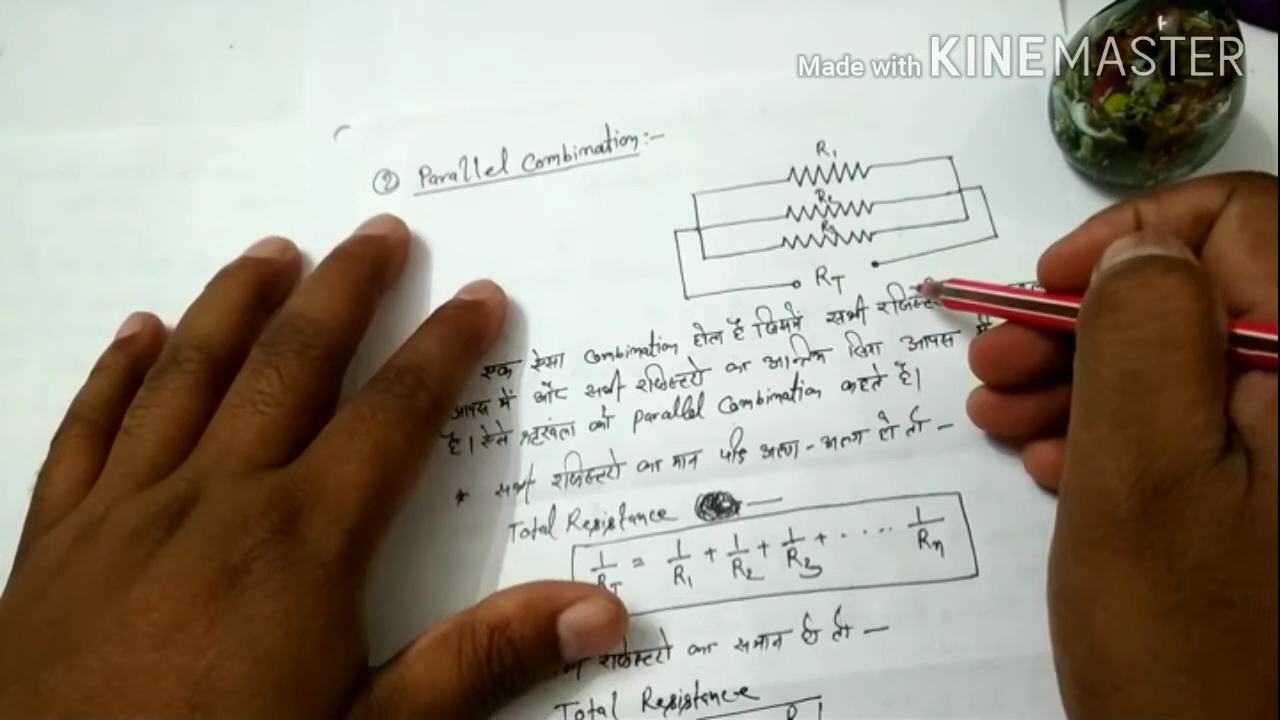 Made with KINEMASTER
② Parallel Combination:-
R₁
R₂
R₃
R_T
एक ऐसा Combination होता है जिसमें सभी
आपस में और सभी रजिस्टरो का अन्तिम सिरा आपस में
है। ऐसे श्रृंखला को Parallel Combination कहते है।
* सभी रजिस्टरो का मान यदि अलग-अलग हो तो —
Total Resistance —
1/R_T = 1/R₁ + 1/R₂ + 1/R₃ + ..... 1/Rn
रजिस्टरो का समान हो तो —
Total Resistance